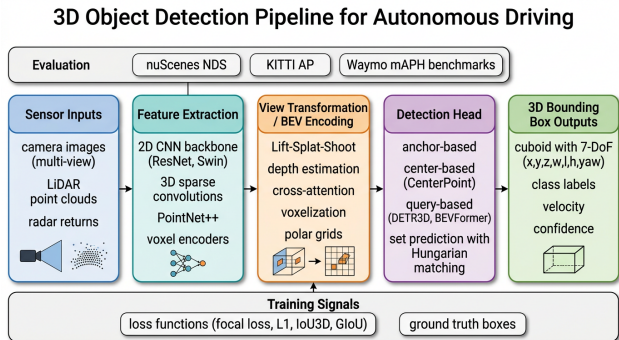 3D Object Detection Pipeline for Autonomous Driving
Evaluation
nuScenes NDS
KITTI AP
Waymo mAPH benchmarks
Sensor Inputs
camera images
(multi-view)
LiDAR
point clouds
radar returns
Feature Extraction
2D CNN backbone
(ResNet, Swin)
3D sparse
convolutions
PointNet++
voxel encoders
View Transformation
/ BEV Encoding
Lift-Splat-Shoot
depth estimation
cross-attention
voxelization
polar grids
Detection Head
anchor-based
center-based
(CenterPoint)
query-based
(DETR3D, BEVFormer)
set prediction with
Hungarian
matching
3D Bounding
Box Outputs
cuboid with 7-DoF
(x,y,z,w,l,h,yaw)
class labels
velocity
confidence
Training Signals
loss functions (focal loss, L1, IoU3D, GIoU)
ground truth boxes